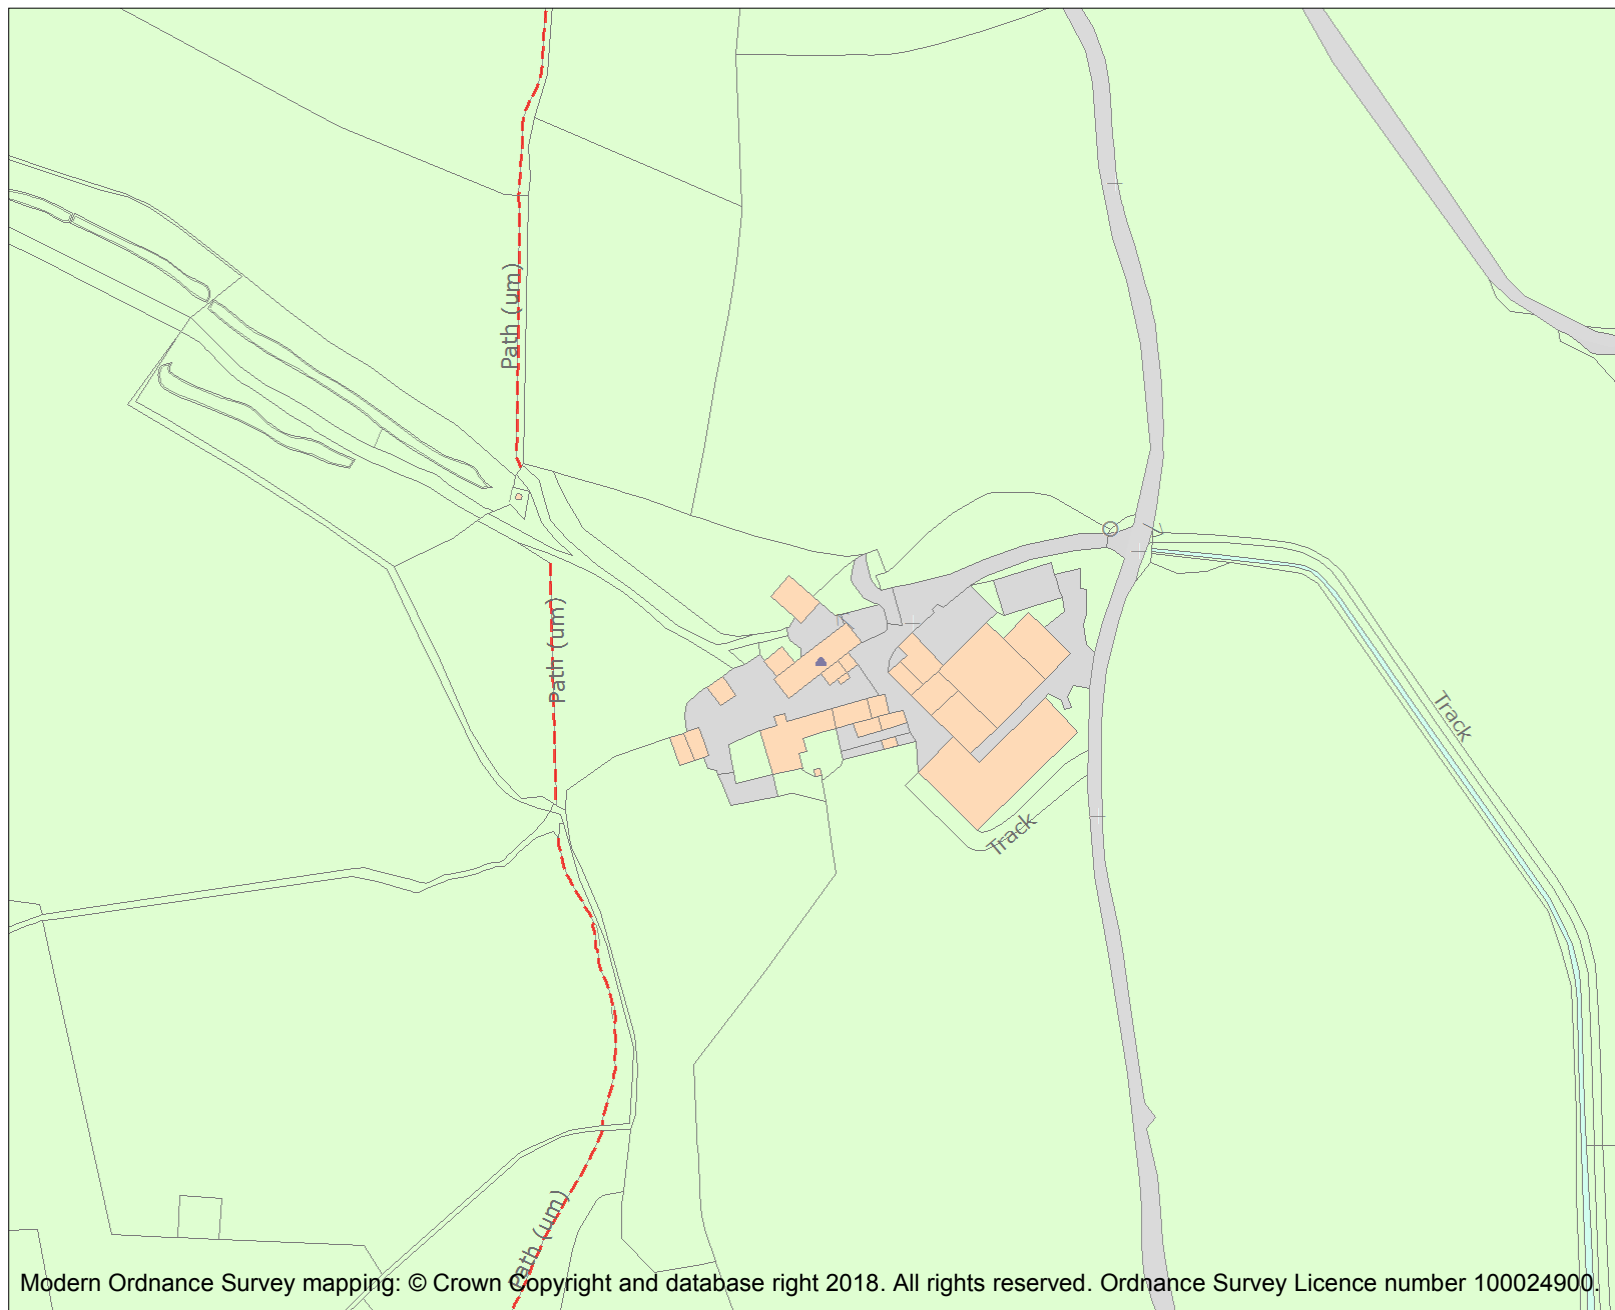 Path (um)
Path (um)
Track
Track
Path (um)
Modern Ordnance Survey mapping: © Crown Copyright and database right 2018. All rights reserved. Ordnance Survey Licence number 100024900.